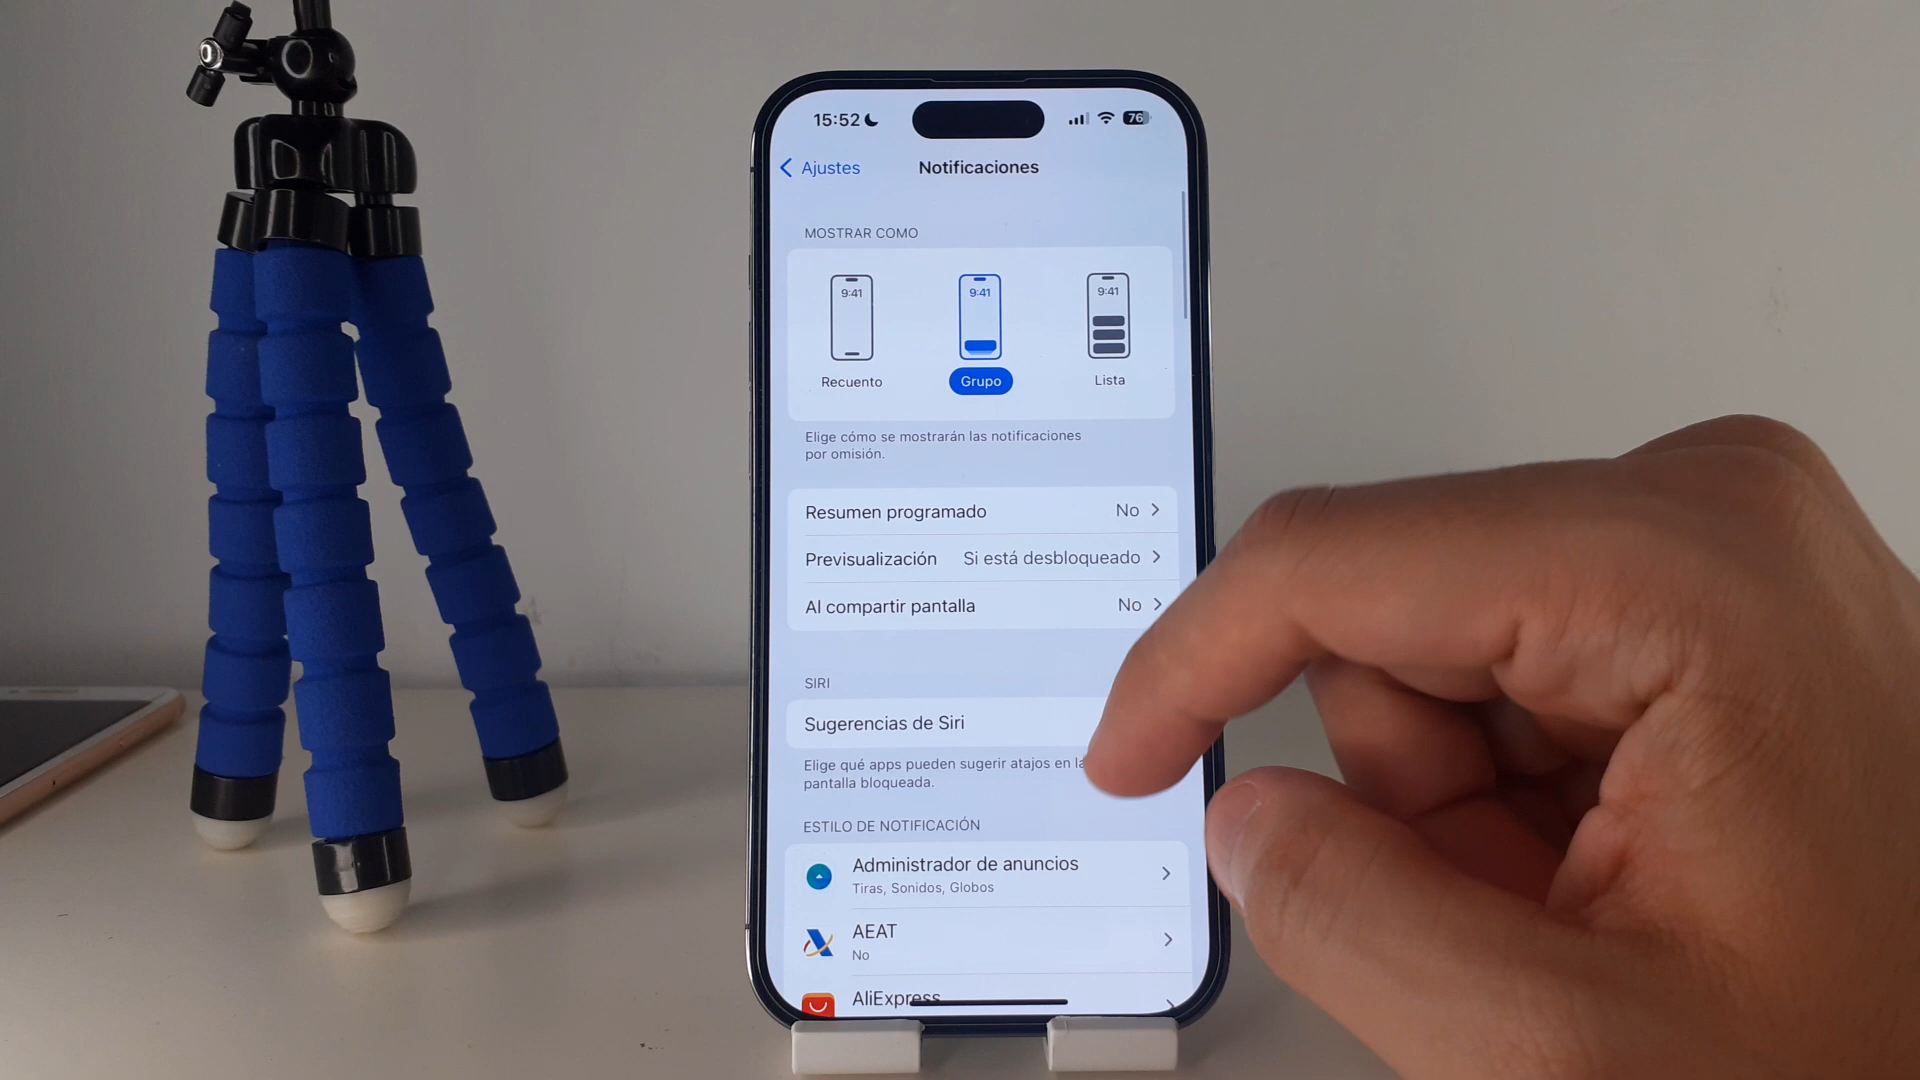 15:52
76
Ajustes
Notificaciones
MOSTRAR COMO
9:41
9:41
9:41
Recuento
Grupo
Lista
Elige cómo se mostrarán las notificaciones
por omisión.
Resumen programado No
Previsualización Si está desbloqueado
Al compartir pantalla No
SIRI
Sugerencias de Siri
Elige qué apps pueden sugerir atajos en la
pantalla bloqueada.
ESTILO DE NOTIFICACIÓN
Administrador de anuncios
Tiras, Sonidos, Globos
AEAT
No
AliExpress